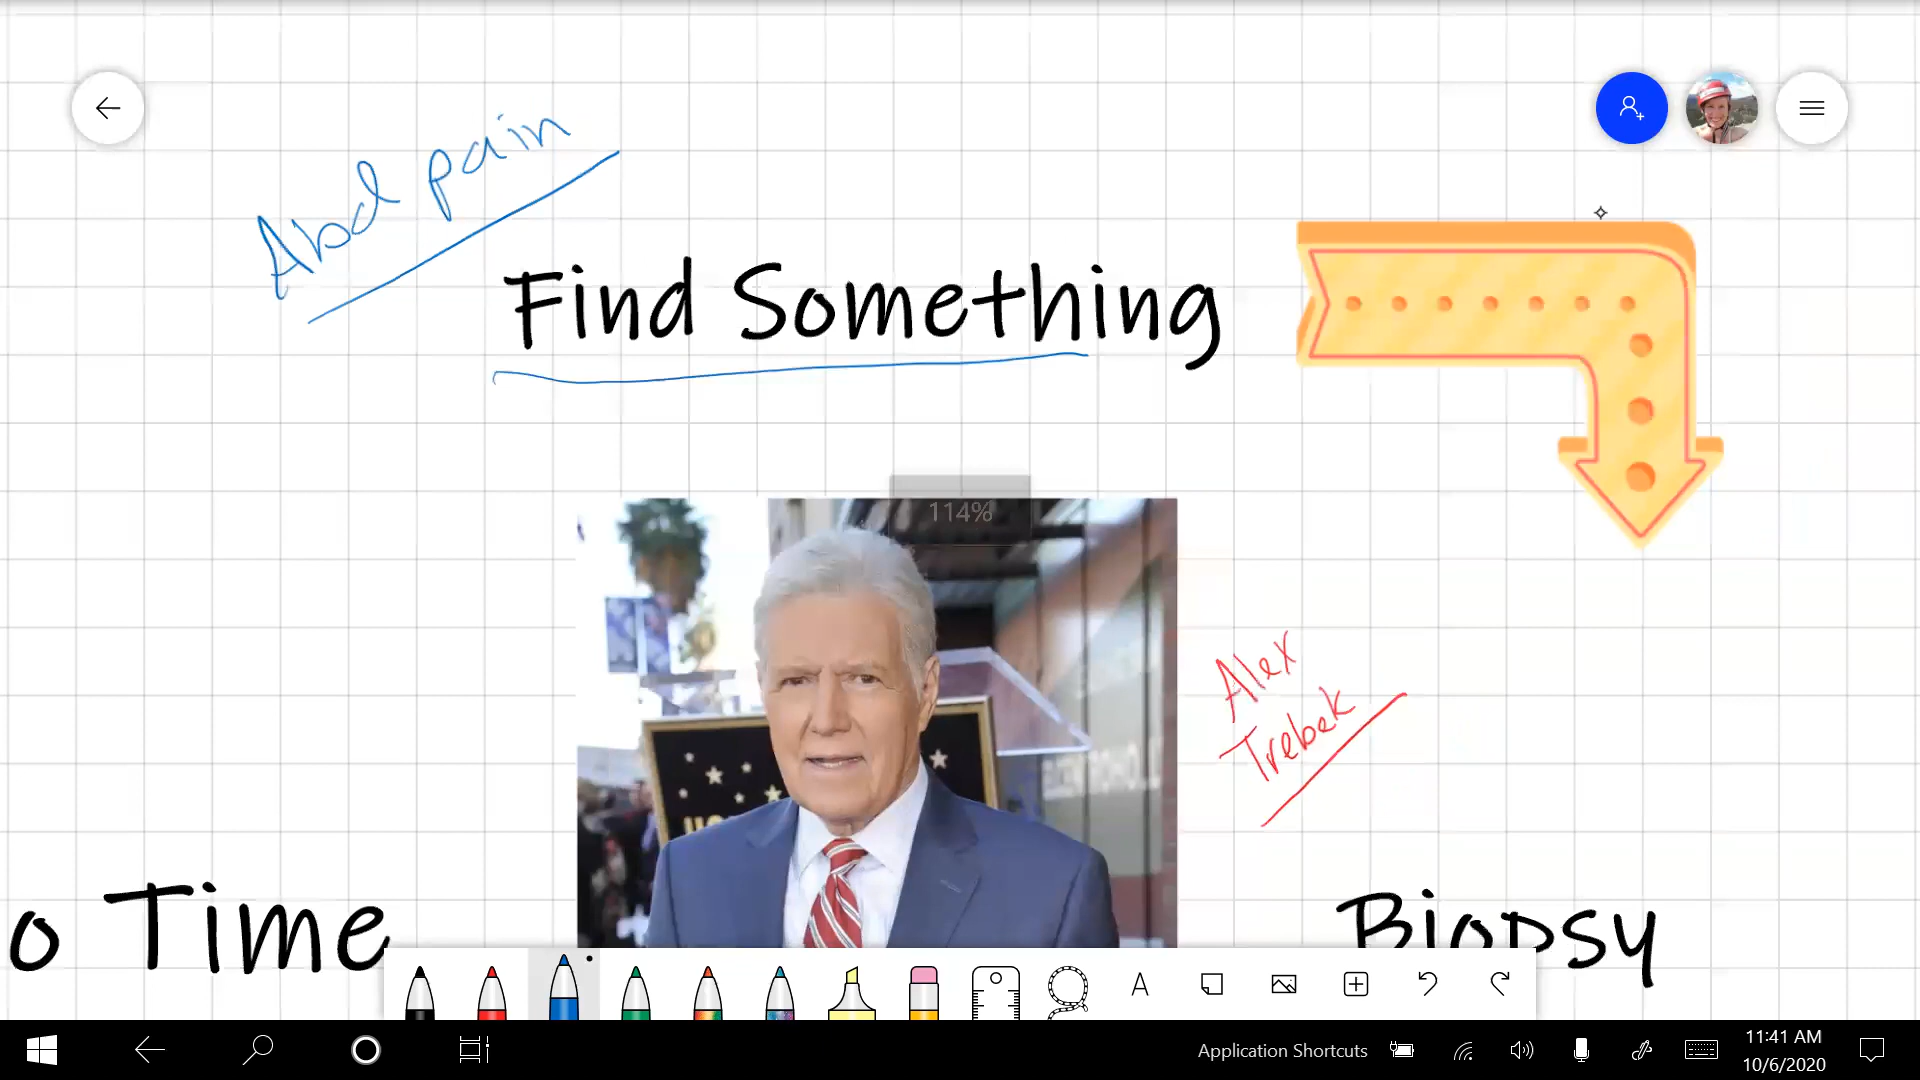 Abd pain
Find Something
114%
Alex
Trebek
o Time
Biopsy
A
Application Shortcuts
11:41 AM
10/6/2020